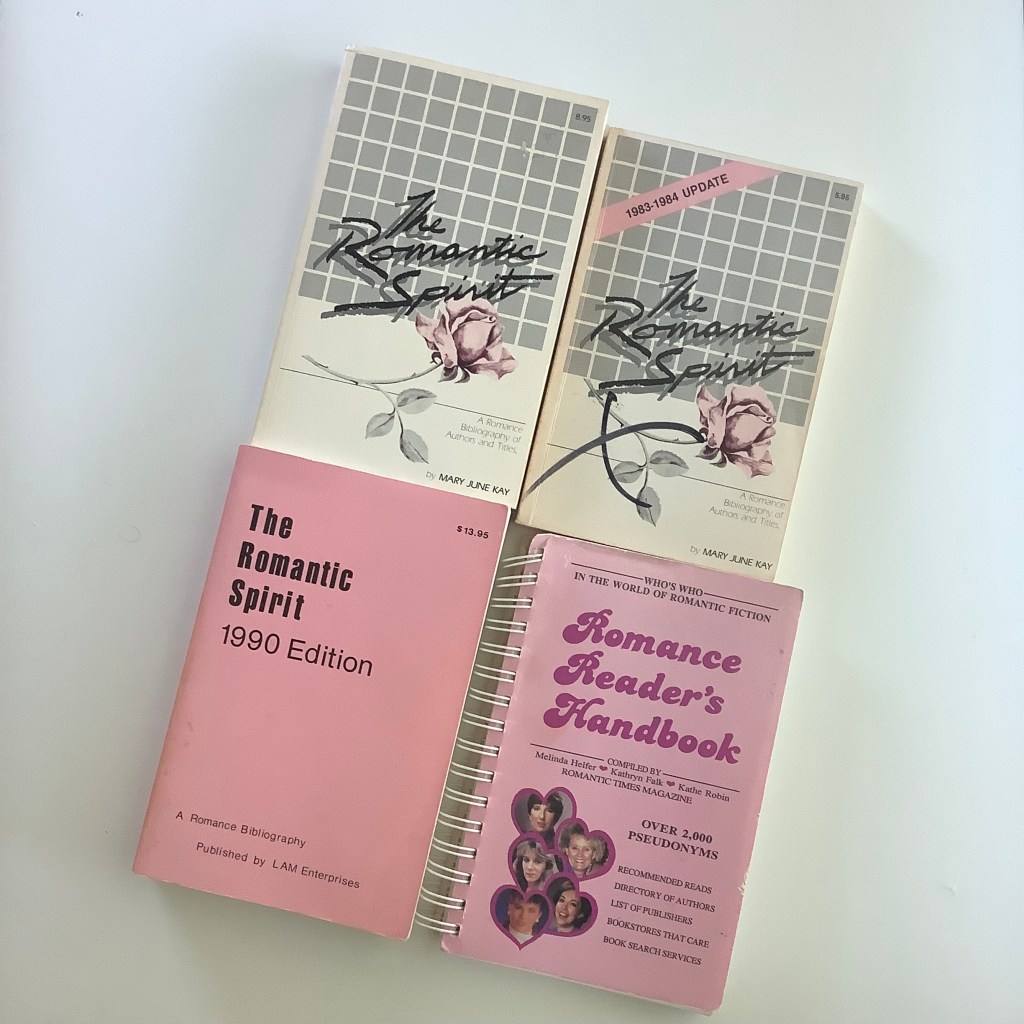 8.95
The
Romantic
Spirit
A Romance
Bibliography of
Authors and Titles,
by MARY JUNE KAY
1983-1984 UPDATE
5.95
The
Romantic
Spirit
A Romance
Bibliography of
Authors and Titles,
by MARY JUNE KAY
The
Romantic
Spirit
1990 Edition
$13.95
A Romance Bibliography
Published by LAM Enterprises
WHO'S WHO
IN THE WORLD OF ROMANTIC FICTION
Romance
Reader's
Handbook
COMPILED BY
Melinda Helfer ❤ Kathryn Falk ❤ Kathe Robin
ROMANTIC TIMES MAGAZINE
OVER 2,000
PSEUDONYMS
RECOMMENDED READS
DIRECTORY OF AUTHORS
LIST OF PUBLISHERS
BOOKSTORES THAT CARE
BOOK SEARCH SERVICES